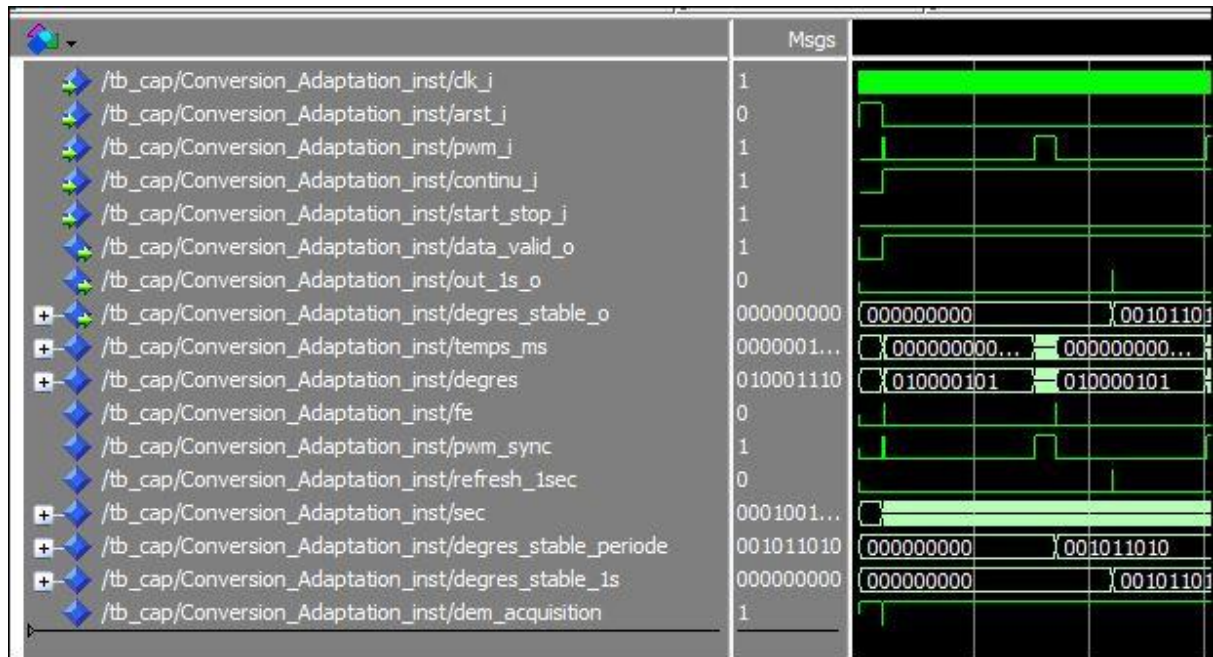 Msgs
/tb_cap/Conversion_Adaptation_inst/clk_i 1
/tb_cap/Conversion_Adaptation_inst/arst_i 0
/tb_cap/Conversion_Adaptation_inst/pwm_i 1
/tb_cap/Conversion_Adaptation_inst/continu_i 1
/tb_cap/Conversion_Adaptation_inst/start_stop_i 1
/tb_cap/Conversion_Adaptation_inst/data_valid_o 1
/tb_cap/Conversion_Adaptation_inst/out_1s_o 0
/tb_cap/Conversion_Adaptation_inst/degres_stable_o 000000000 000000000 00101101
/tb_cap/Conversion_Adaptation_inst/temps_ms 0000001... 000000000... 000000000...
/tb_cap/Conversion_Adaptation_inst/degres 010001110 010000101 010000101
/tb_cap/Conversion_Adaptation_inst/fe 0
/tb_cap/Conversion_Adaptation_inst/pwm_sync 1
/tb_cap/Conversion_Adaptation_inst/refresh_1sec 0
/tb_cap/Conversion_Adaptation_inst/sec 0001001...
/tb_cap/Conversion_Adaptation_inst/degres_stable_periode 001011010 000000000 001011010
/tb_cap/Conversion_Adaptation_inst/degres_stable_1s 000000000 000000000 00101101
/tb_cap/Conversion_Adaptation_inst/dem_acquisition 1